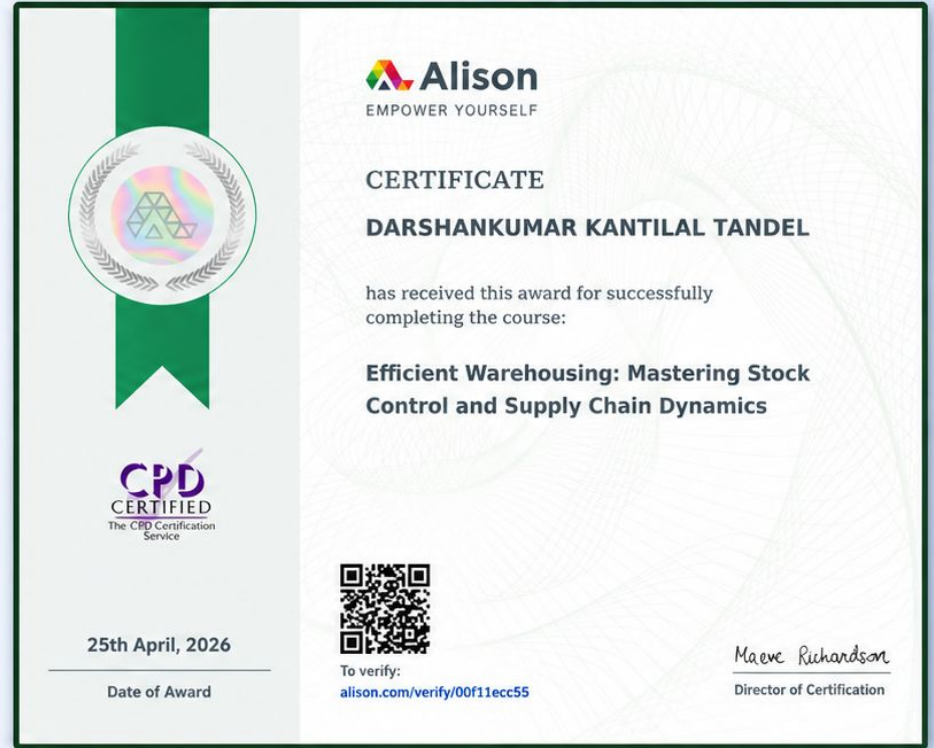 Alison
EMPOWER YOURSELF
CERTIFICATE
DARSHANKUMAR KANTILAL TANDEL
has received this award for successfully
completing the course:
Efficient Warehousing: Mastering Stock
Control and Supply Chain Dynamics
CPD
CERTIFIED
The CPD Certification
Service
25th April, 2026
Date of Award
To verify:
alison.com/verify/00f11ecc55
Maeve Richardson
Director of Certification